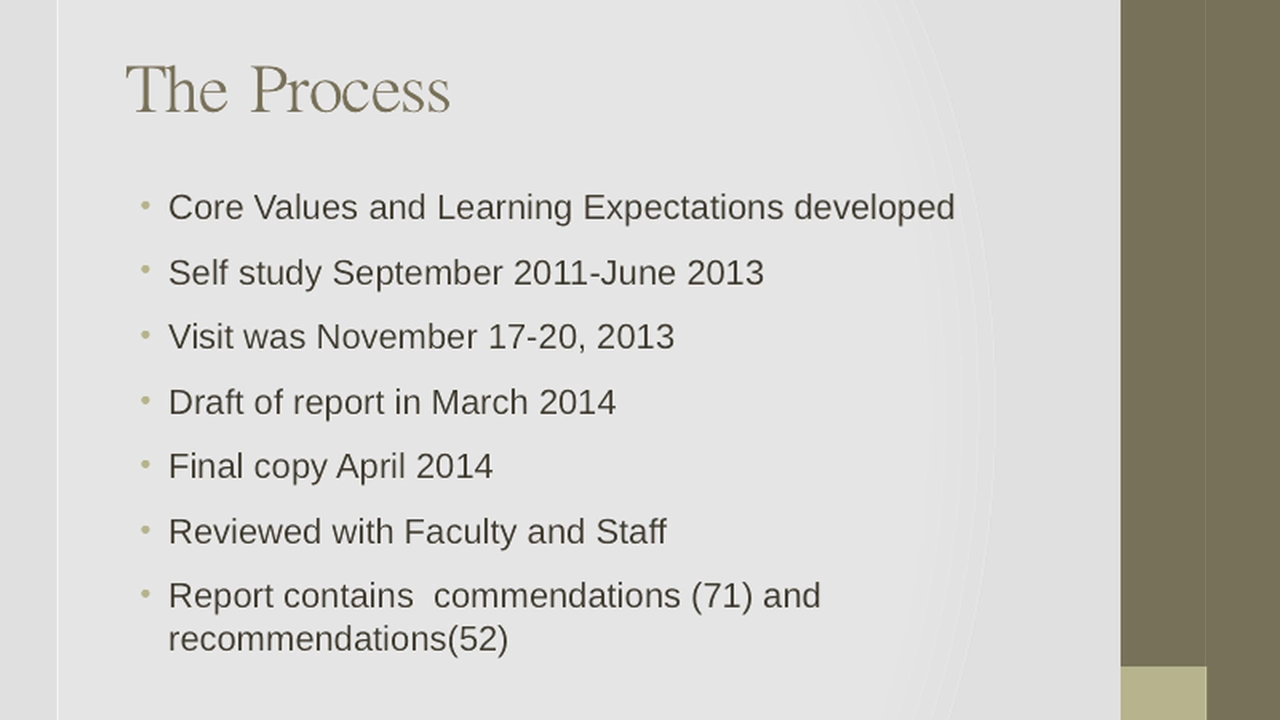 The Process
• Core Values and Learning Expectations developed
• Self study September 2011-June 2013
• Visit was November 17-20, 2013
• Draft of report in March 2014
• Final copy April 2014
• Reviewed with Faculty and Staff
• Report contains  commendations (71) and
recommendations(52)